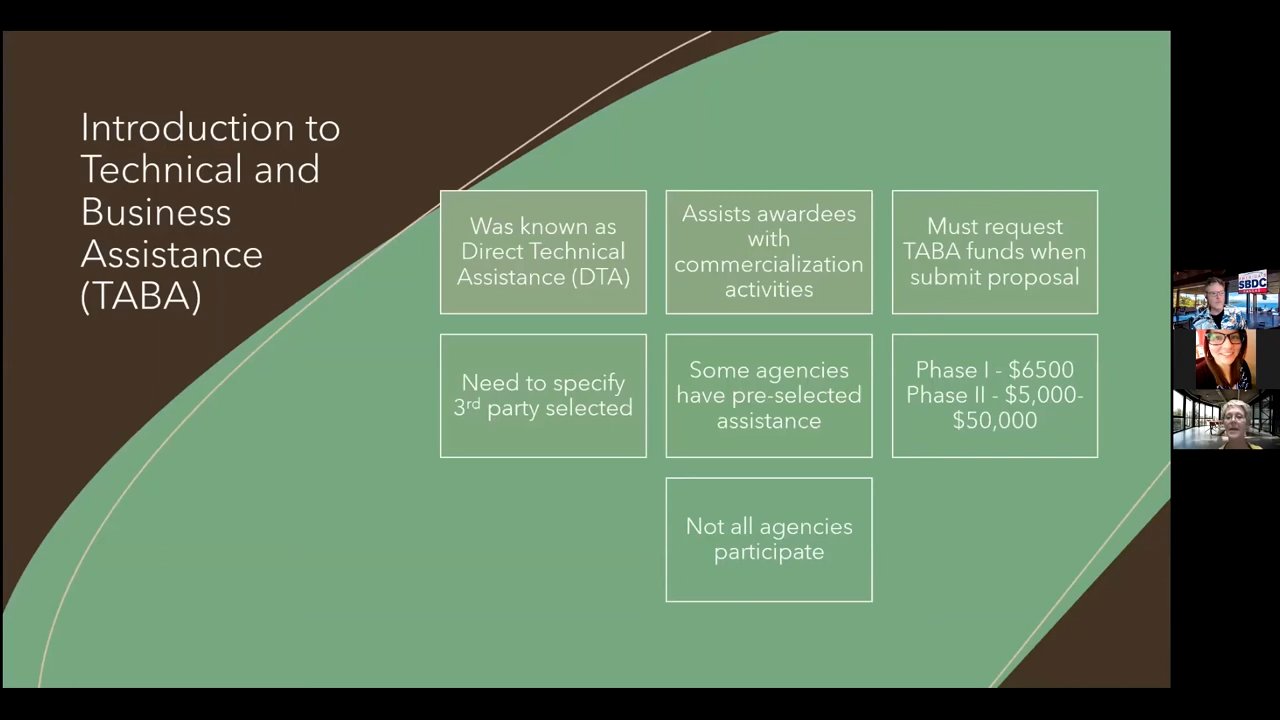 Introduction to
Technical and
Business
Assistance
(TABA)
Was known as
Direct Technical
Assistance (DTA)
Assists awardees
with
commercialization
activities
Must request
TABA funds when
submit proposal
Need to specify
3rd party selected
Some agencies
have pre-selected
assistance
Phase I - $6500
Phase II - $5,000-
$50,000
Not all agencies
participate
SBDC